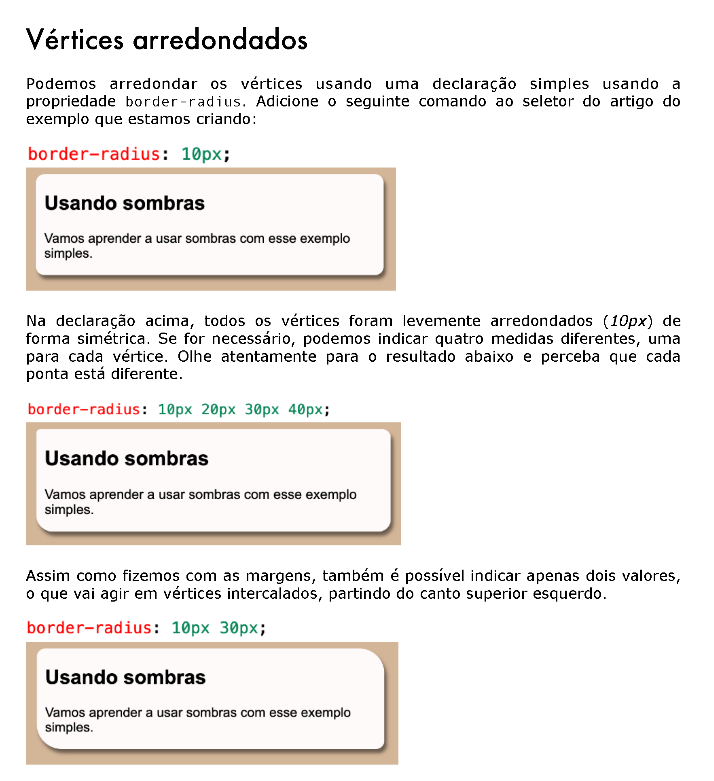 Vértices arredondados
Podemos arredondar os vértices usando uma declaração simples usando a
propriedade border-radius. Adicione o seguinte comando ao seletor do artigo do
exemplo que estamos criando:
border-radius: 10px;
Usando sombras
Vamos aprender a usar sombras com esse exemplo
simples.
Na declaração acima, todos os vértices foram levemente arredondados (10px) de
forma simétrica. Se for necessário, podemos indicar quatro medidas diferentes, uma
para cada vértice. Olhe atentamente para o resultado abaixo e perceba que cada
ponta está diferente.
border-radius: 10px 20px 30px 40px;
Usando sombras
Vamos aprender a usar sombras com esse exemplo
simples.
Assim como fizemos com as margens, também é possível indicar apenas dois valores,
o que vai agir em vértices intercalados, partindo do canto superior esquerdo.
border-radius: 10px 30px;
Usando sombras
Vamos aprender a usar sombras com esse exemplo
simples.